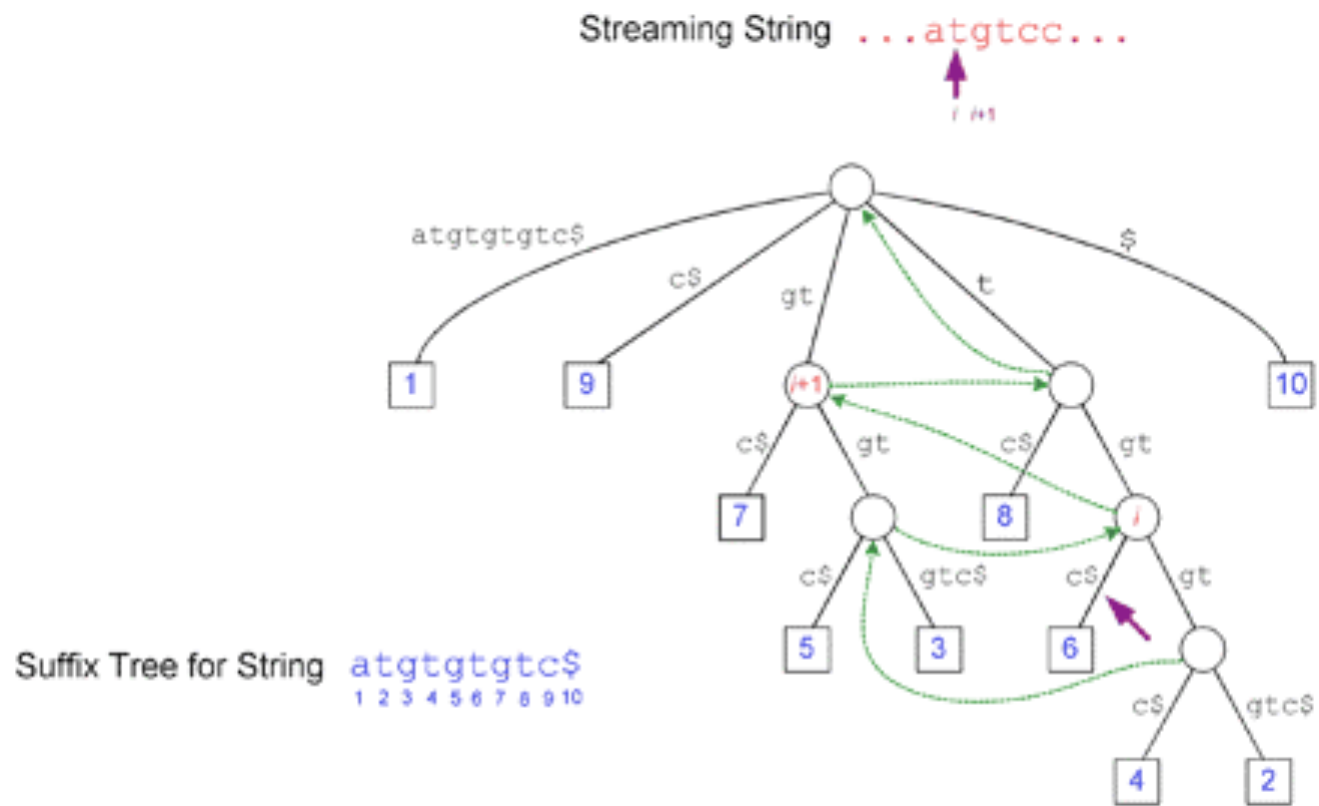 Streaming String ...atgtcc...
i i+1
atgtgtgtc$
$
c$
gt
t
1
9
i+1
10
c$
gt
c$
gt
7
8
i
c$
gtc$
c$
gt
5
3
6
Suffix Tree for String atgtgtgtc$
1 2 3 4 5 6 7 8 9 10
c$
gtc$
4
2